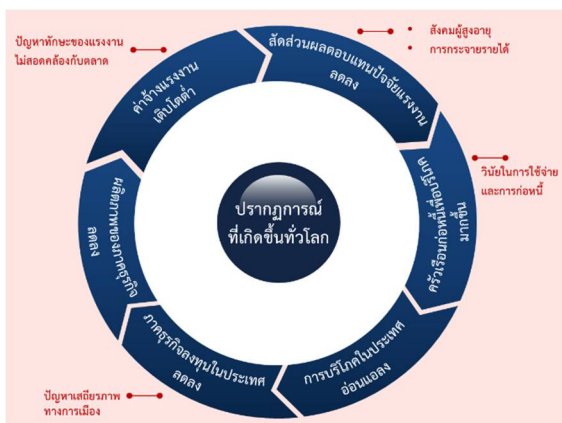 ปัญหาทักษะของแรงงาน
ไม่สอดคล้องกับตลาด
สัดส่วนผลตอบแทนปัจจัยแรงงาน
ลดลง
• สังคมผู้สูงอายุ
• การกระจายรายได้
ครัวเรือนก่อหนี้เพื่อบริโภค
มากขึ้น
วินัยในการใช้จ่าย
และการก่อหนี้
การบริโภคในประเทศ
อ่อนแอลง
ภาคธุรกิจลงทุนในประเทศ
ลดลง
ปัญหาเสถียรภาพ
ทางการเมือง
ผลิตภาพของภาคธุรกิจ
ลดลง
ค่าจ้างแรงงาน
เติบโตต่ำ
ปรากฏการณ์
ที่เกิดขึ้นทั่วโลก